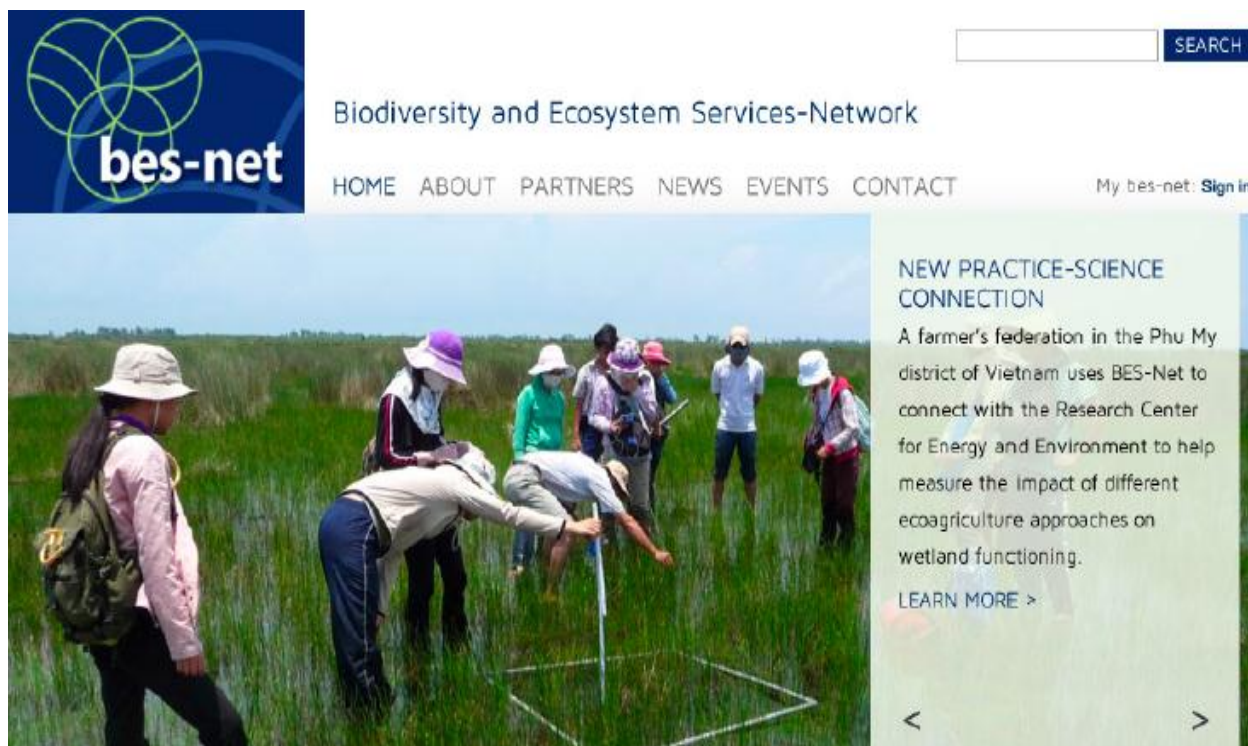 SEARCH
Biodiversity and Ecosystem Services-Network
bes-net
HOME ABOUT PARTNERS NEWS EVENTS CONTACT
My bes-net: Sign in
NEW PRACTICE-SCIENCE
CONNECTION
A farmer's federation in the Phu My
district of Vietnam uses BES-Net to
connect with the Research Center
for Energy and Environment to help
measure the impact of different
ecoagriculture approaches on
wetland functioning.
LEARN MORE >
< >